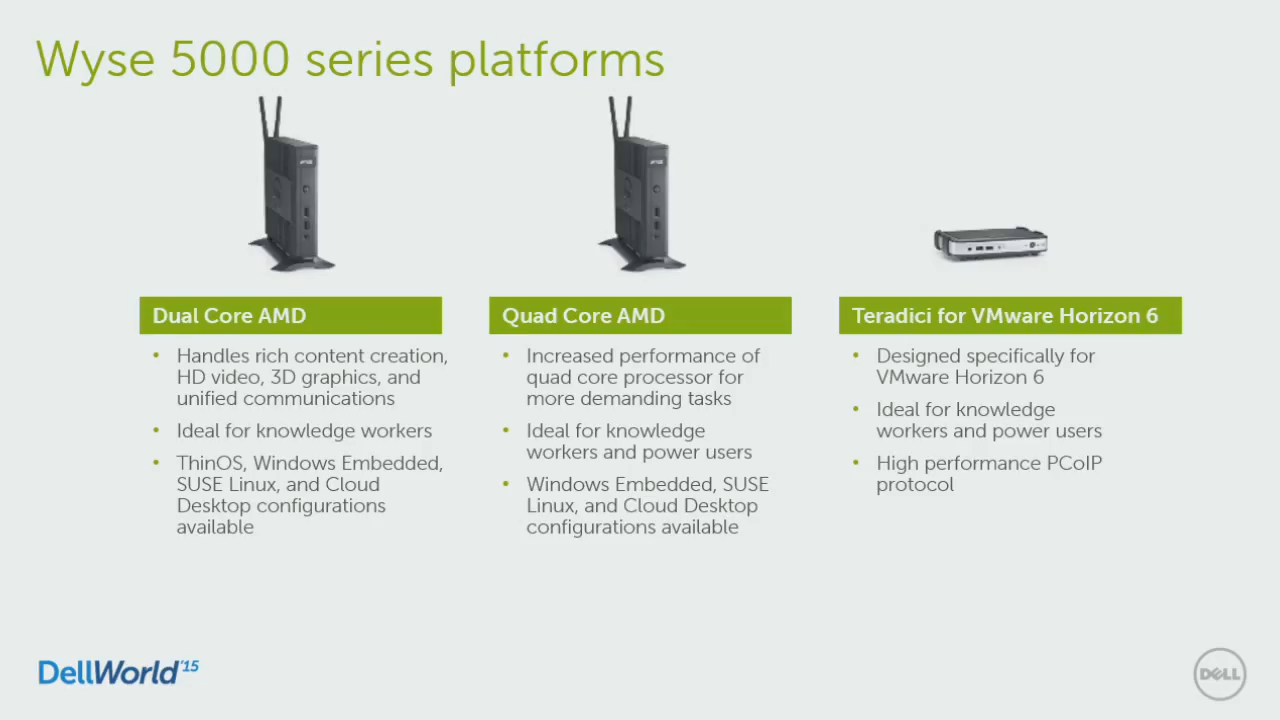 Wyse 5000 series platforms
Dual Core AMD
• Handles rich content creation,
HD video, 3D graphics, and
unified communications
• Ideal for knowledge workers
• ThinOS, Windows Embedded,
SUSE Linux, and Cloud
Desktop configurations
available
Quad Core AMD
• Increased performance of
quad core processor for
more demanding tasks
• Ideal for knowledge
workers and power users
• Windows Embedded, SUSE
Linux, and Cloud Desktop
configurations available
Teradici for VMware Horizon 6
• Designed specifically for
VMware Horizon 6
• Ideal for knowledge
workers and power users
• High performance PCoIP
protocol
DellWorld'15
DELL